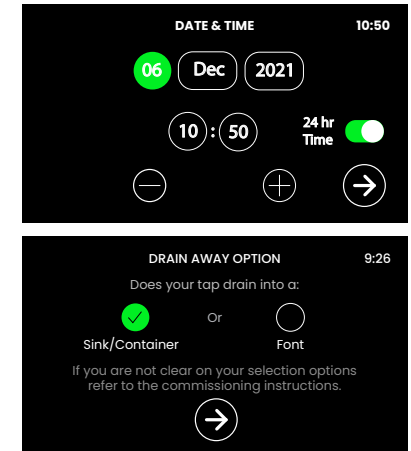 DATE & TIME 10:50
06 Dec 2021
10 : 50 24 hr
Time
DRAIN AWAY OPTION 9:26
Does your tap drain into a:
Or
Sink/Container Font
If you are not clear on your selection options
refer to the commissioning instructions.